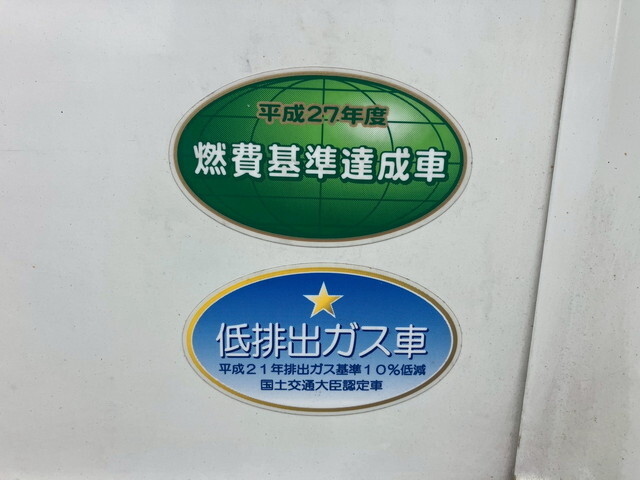 平成27年度
燃費基準達成車
低排出ガス車
平成21年排出ガス基準10%低減
国土交通大臣認定車